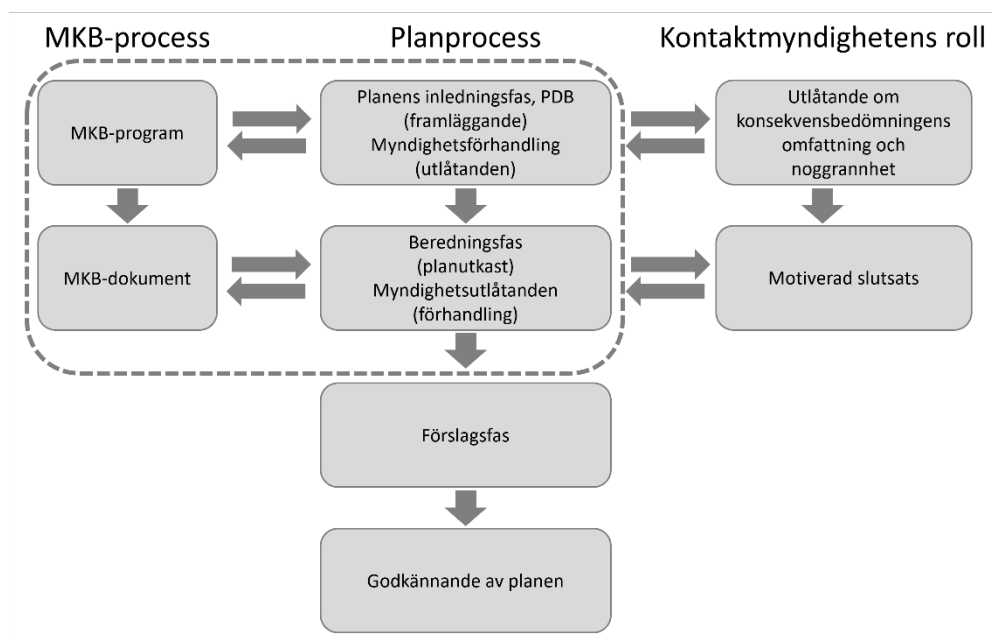 MKB-process
Planprocess
Kontaktmyndighetens roll
MKB-program
Planens inledningsfas, PDB
(framläggande)
Myndighetsförhandling
(utlåtanden)
Utlåtande om
konsekvensbedömningens
omfattning och
noggrannhet
MKB-dokument
Beredningsfas
(planutkast)
Myndighetsutlåtanden
(förhandling)
Motiverad slutsats
Förslagsfas
Godkännande av planen